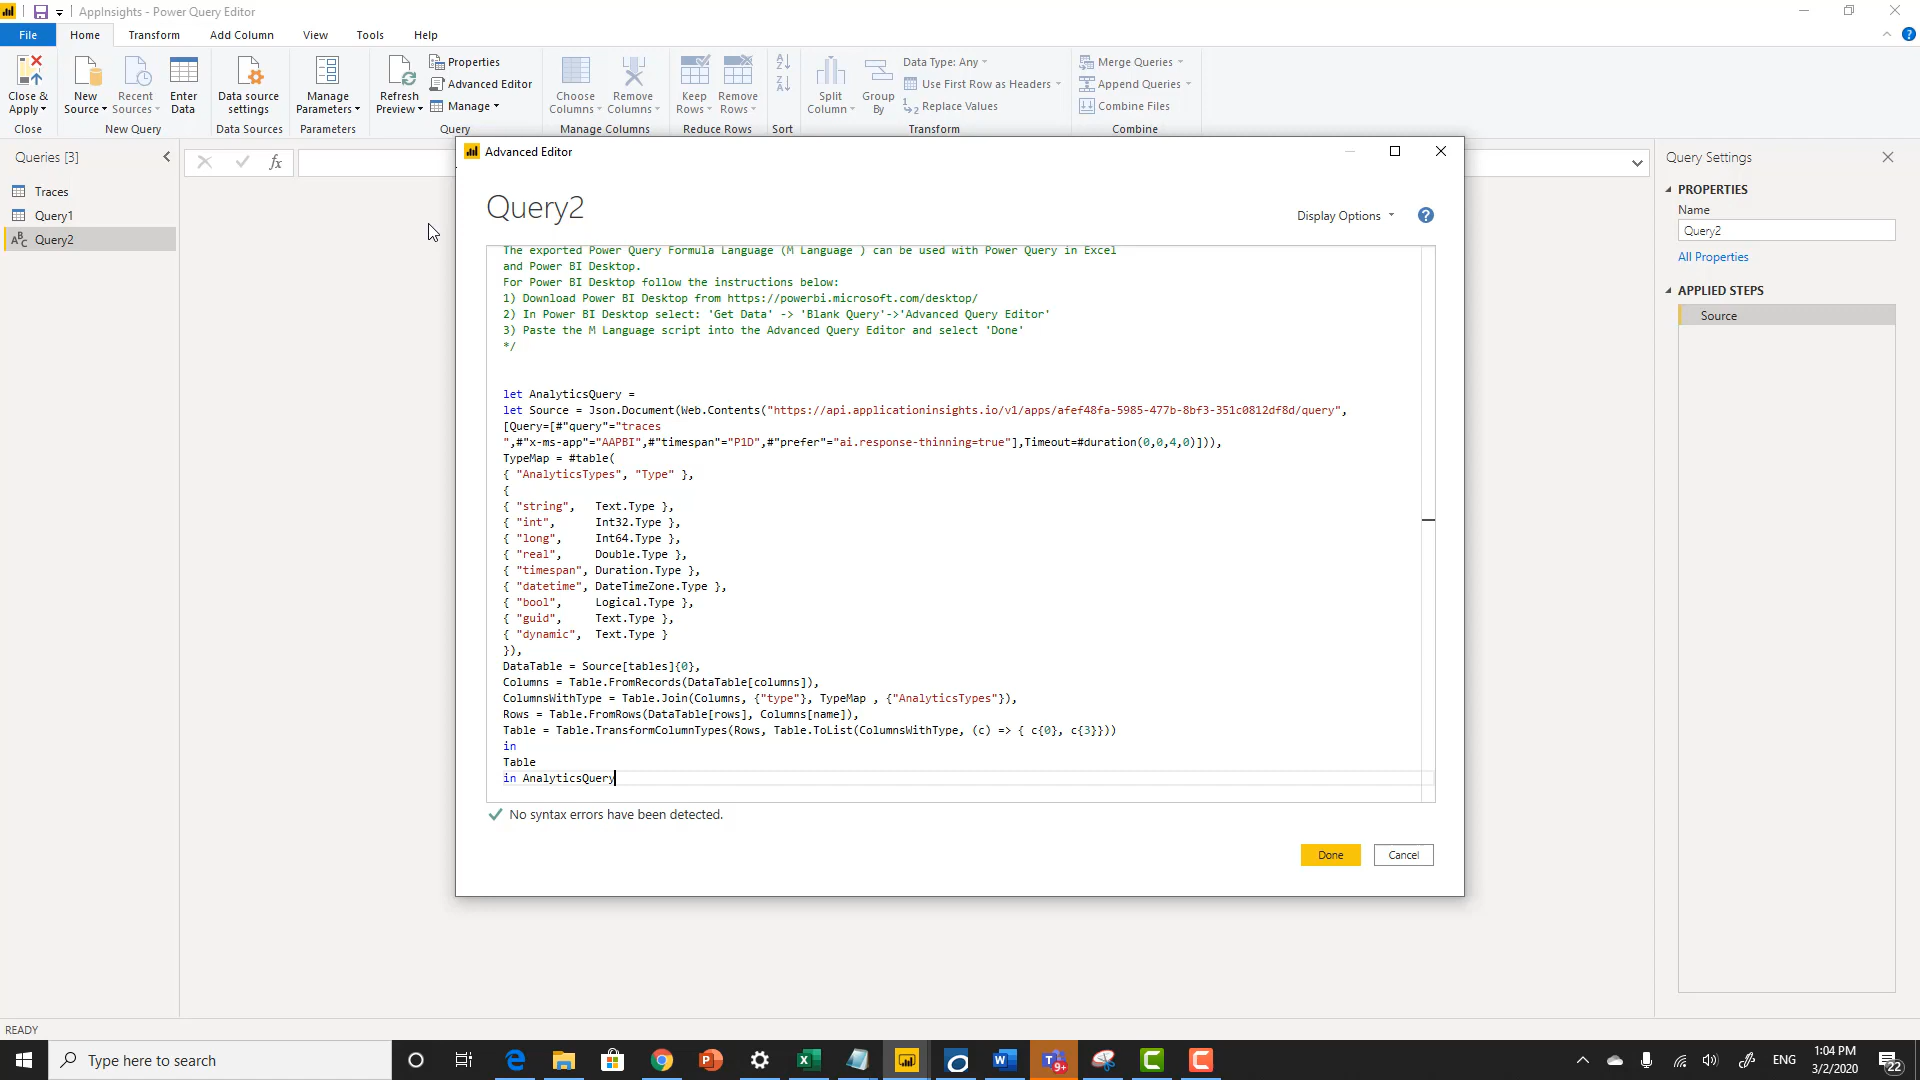 AppInsights - Power Query Editor
File
Home
Transform
Add Column
View
Tools
Help
Close &
Apply
Close
New
Source
Recent
Sources
Enter
Data
New Query
Data source
settings
Data Sources
Manage
Parameters
Parameters
Refresh
Preview
Properties
Advanced Editor
Manage
Query
Choose
Columns
Remove
Columns
Manage Columns
Keep
Rows
Remove
Rows
Reduce Rows
Sort
Split
Column
Group
By
Data Type: Any
Use First Row as Headers
Replace Values
Transform
Merge Queries
Append Queries
Combine Files
Combine
Queries [3]
Traces
Query1
ABC Query2
fx
Advanced Editor
Query2
Display Options
?
The exported Power Query Formula Language (M Language ) can be used with Power Query in Excel
and Power BI Desktop.
For Power BI Desktop follow the instructions below:
1) Download Power BI Desktop from https://powerbi.microsoft.com/desktop/
2) In Power BI Desktop select: 'Get Data' -> 'Blank Query'->'Advanced Query Editor'
3) Paste the M Language script into the Advanced Query Editor and select 'Done'
*/
let AnalyticsQuery =
let Source = Json.Document(Web.Contents("https://api.applicationinsights.io/v1/apps/afef48fa-5985-477b-8bf3-351c0812df8d/query",
[Query=[#"query"="traces
",#"x-ms-app"="AAPBI",#"timespan"="P1D",#"prefer"="ai.response-thinning=true"],Timeout=#duration(0,0,4,0)])),
TypeMap = #table(
{ "AnalyticsTypes", "Type" },
{
{ "string",   Text.Type },
{ "int",      Int32.Type },
{ "long",     Int64.Type },
{ "real",     Double.Type },
{ "timespan", Duration.Type },
{ "datetime", DateTimeZone.Type },
{ "bool",     Logical.Type },
{ "guid",     Text.Type },
{ "dynamic",  Text.Type }
}),
DataTable = Source[tables]{0},
Columns = Table.FromRecords(DataTable[columns]),
ColumnsWithType = Table.Join(Columns, {"type"}, TypeMap , {"AnalyticsTypes"}),
Rows = Table.FromRows(DataTable[rows], Columns[name]),
Table = Table.TransformColumnTypes(Rows, Table.ToList(ColumnsWithType, (c) => { c{0}, c{3}}))
in
Table
in AnalyticsQuery
No syntax errors have been detected.
Done
Cancel
Query Settings
PROPERTIES
Name
Query2
All Properties
APPLIED STEPS
Source
READY
Type here to search
9+
ENG
1:04 PM
3/2/2020
22